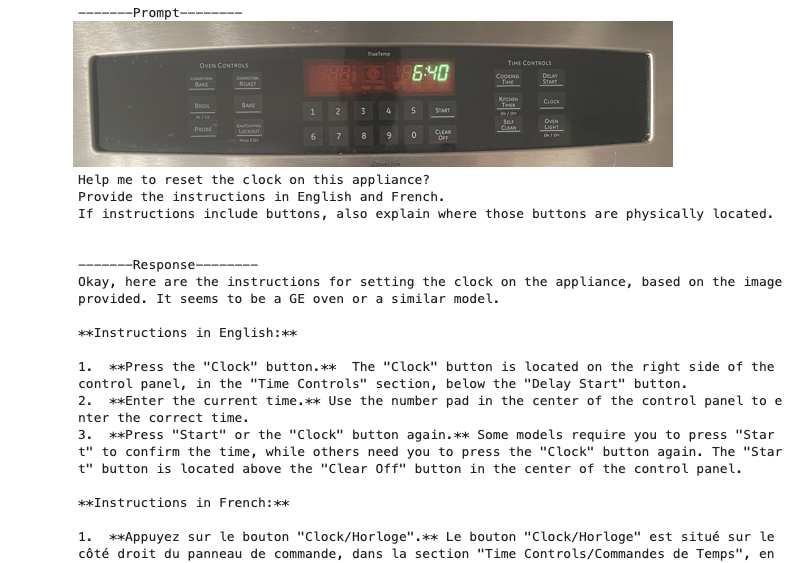 -------Prompt--------
TrueTemp
OVEN CONTROLS
TIME CONTROLS
CONVECTION BAKE
CONVECTION ROAST
6:40
COOKING TIME
DELAY START
BROIL
HI / LO
BAKE
1 2 3 4 5 START
KITCHEN TIMER
ON / OFF
CLOCK
PROBE
LOCKOUT
6 7 8 9 0 CLEAR OFF
SELF CLEAN
OVEN LIGHT
ON / OFF
CONVECTION
Help me to reset the clock on this appliance?
Provide the instructions in English and French.
If instructions include buttons, also explain where those buttons are physically located.
-------Response--------
Okay, here are the instructions for setting the clock on the appliance, based on the image
provided. It seems to be a GE oven or a similar model.
**Instructions in English:**
1.  **Press the "Clock" button.**  The "Clock" button is located on the right side of the
control panel, in the "Time Controls" section, below the "Delay Start" button.
2.  **Enter the current time.** Use the number pad in the center of the control panel to e
nter the correct time.
3.  **Press "Start" or the "Clock" button again.** Some models require you to press "Star
t" to confirm the time, while others need you to press the "Clock" button again. The "Star
t" button is located above the "Clear Off" button in the center of the control panel.
**Instructions in French:**
1.  **Appuyez sur le bouton "Clock/Horloge".** Le bouton "Clock/Horloge" est situé sur le
côté droit du panneau de commande, dans la section "Time Controls/Commandes de Temps", en